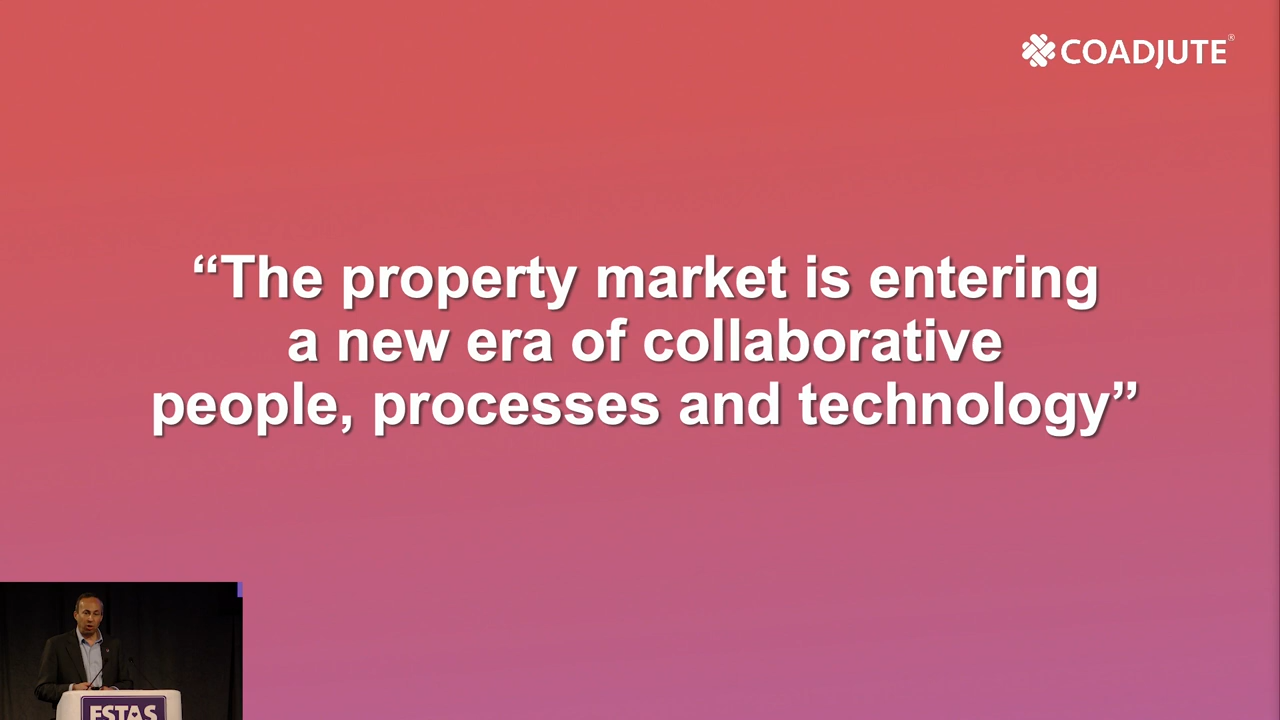 COADJUTE®
“The property market is entering
a new era of collaborative
people, processes and technology”
ESTAS